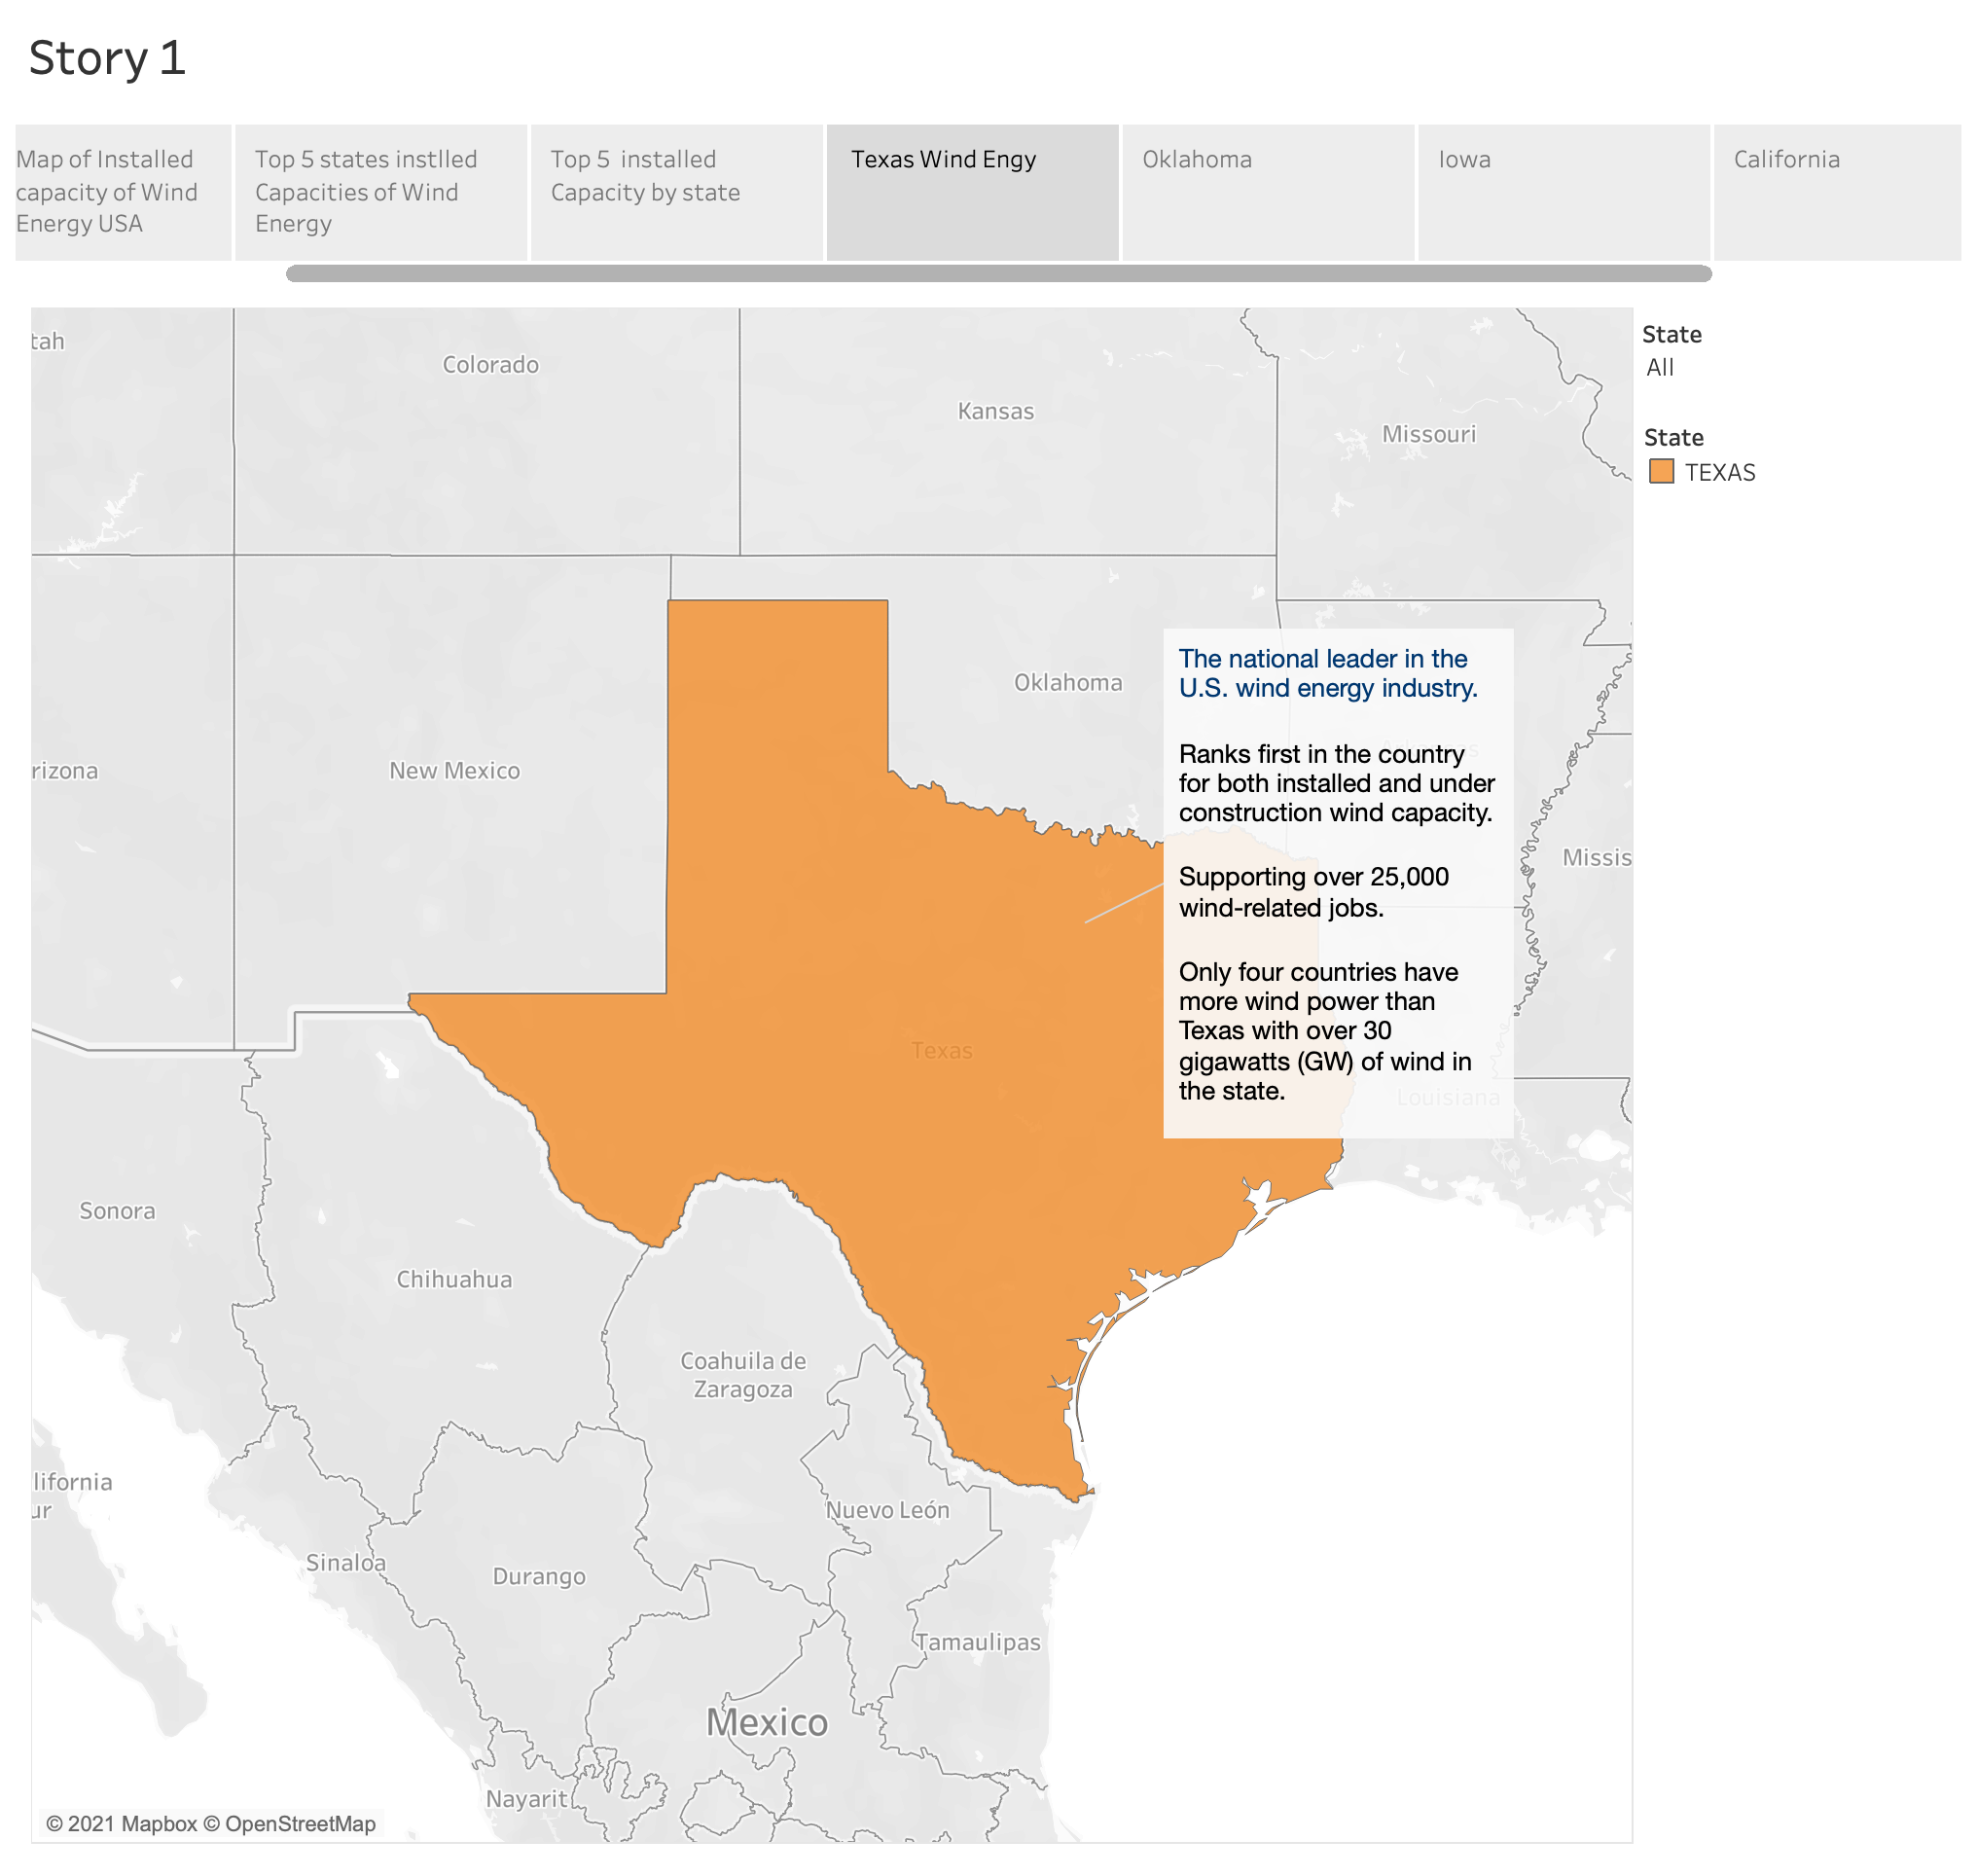 Story 1
Map of Installed
capacity of Wind
Energy USA
Top 5 states instlled
Capacities of Wind
Energy
Top 5 installed
Capacity by state
Texas Wind Engy
Oklahoma
Iowa
California
State
All
State
TEXAS
tah
Colorado
Kansas
Missouri
rizona
New Mexico
Oklahoma
Missis
The national leader in the
U.S. wind energy industry.
Ranks first in the country
for both installed and under
construction wind capacity.
Supporting over 25,000
wind-related jobs.
Only four countries have
more wind power than
Texas with over 30
gigawatts (GW) of wind in
the state.
Texas
Louisiana
Sonora
Chihuahua
Coahuila de
Zaragoza
lifornia
ur
Nuevo León
Sinaloa
Durango
Tamaulipas
Mexico
Nayarit
© 2021 Mapbox © OpenStreetMap